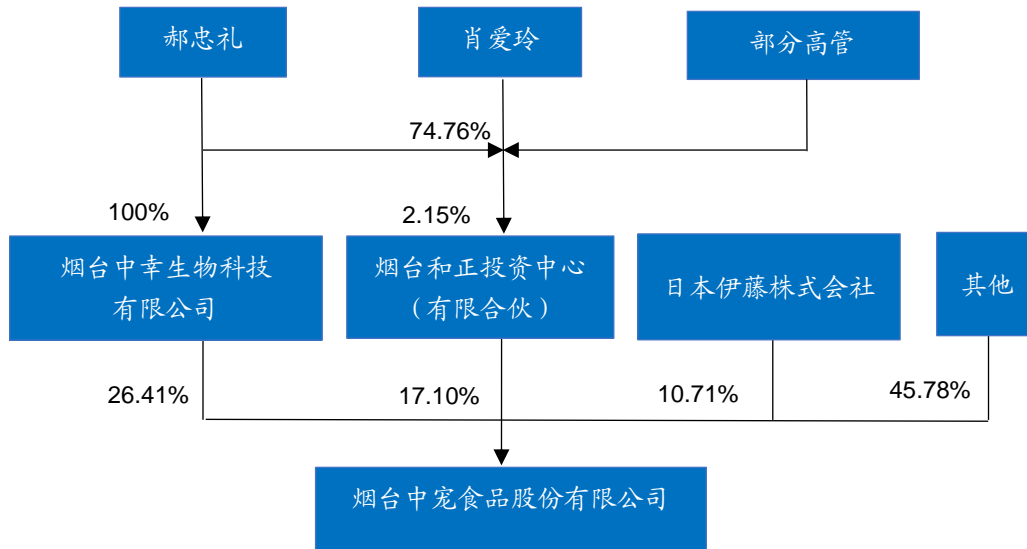 郝忠礼
肖爱玲
部分高管
74.76%
100%
2.15%
烟台中幸生物科技
有限公司
烟台和正投资中心
（有限合伙）
日本伊藤株式会社
其他
26.41%
17.10%
10.71%
45.78%
烟台中宠食品股份有限公司